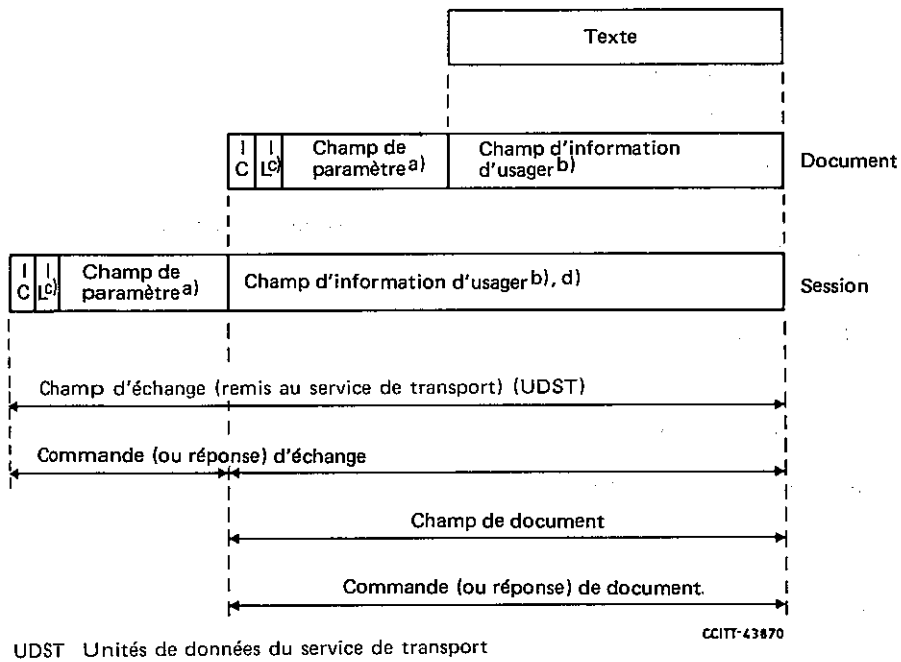 Texte
I C
I L c)
Champ de paramètre a)
Champ d'information d'usager b)
Document
I C
I L c)
Champ de paramètre a)
Champ d'information d'usager b), d)
Session
Champ d'échange (remis au service de transport) (UDST)
Commande (ou réponse) d'échange
Champ de document
Commande (ou réponse) de document.
CCITT-43870
UDST Unités de données du service de transport